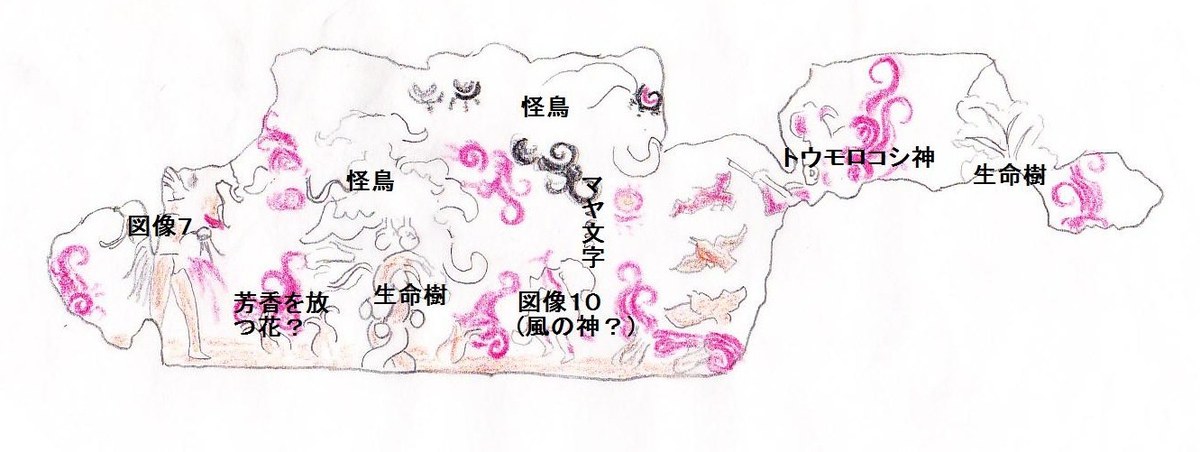 怪鳥
怪鳥
トウモロコシ神
生命樹
マヤ文字
図像7
芳香を放
つ花？
生命樹
図像10
（風の神？）